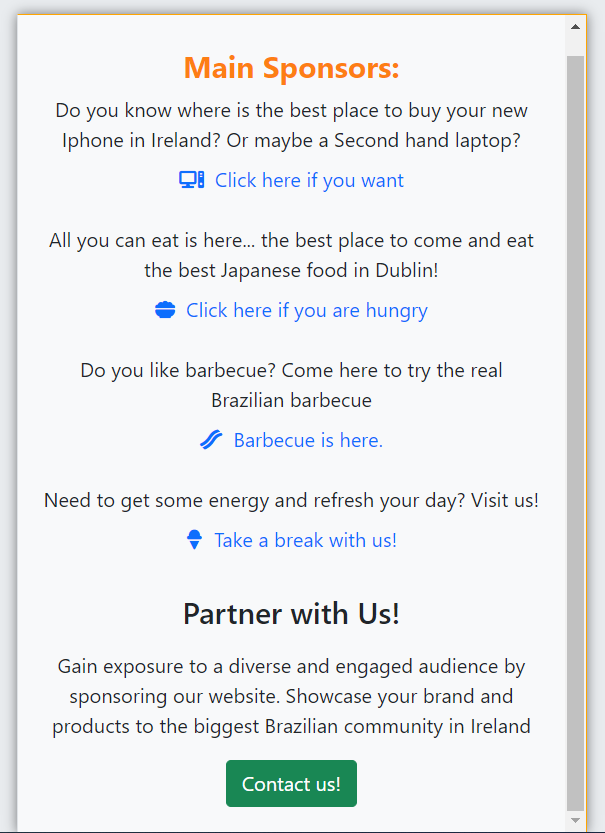 Main Sponsors:
Do you know where is the best place to buy your new
Iphone in Ireland? Or maybe a Second hand laptop?
Click here if you want
All you can eat is here... the best place to come and eat
the best Japanese food in Dublin!
Click here if you are hungry
Do you like barbecue? Come here to try the real
Brazilian barbecue
Barbecue is here.
Need to get some energy and refresh your day? Visit us!
Take a break with us!
Partner with Us!
Gain exposure to a diverse and engaged audience by
sponsoring our website. Showcase your brand and
products to the biggest Brazilian community in Ireland
Contact us!